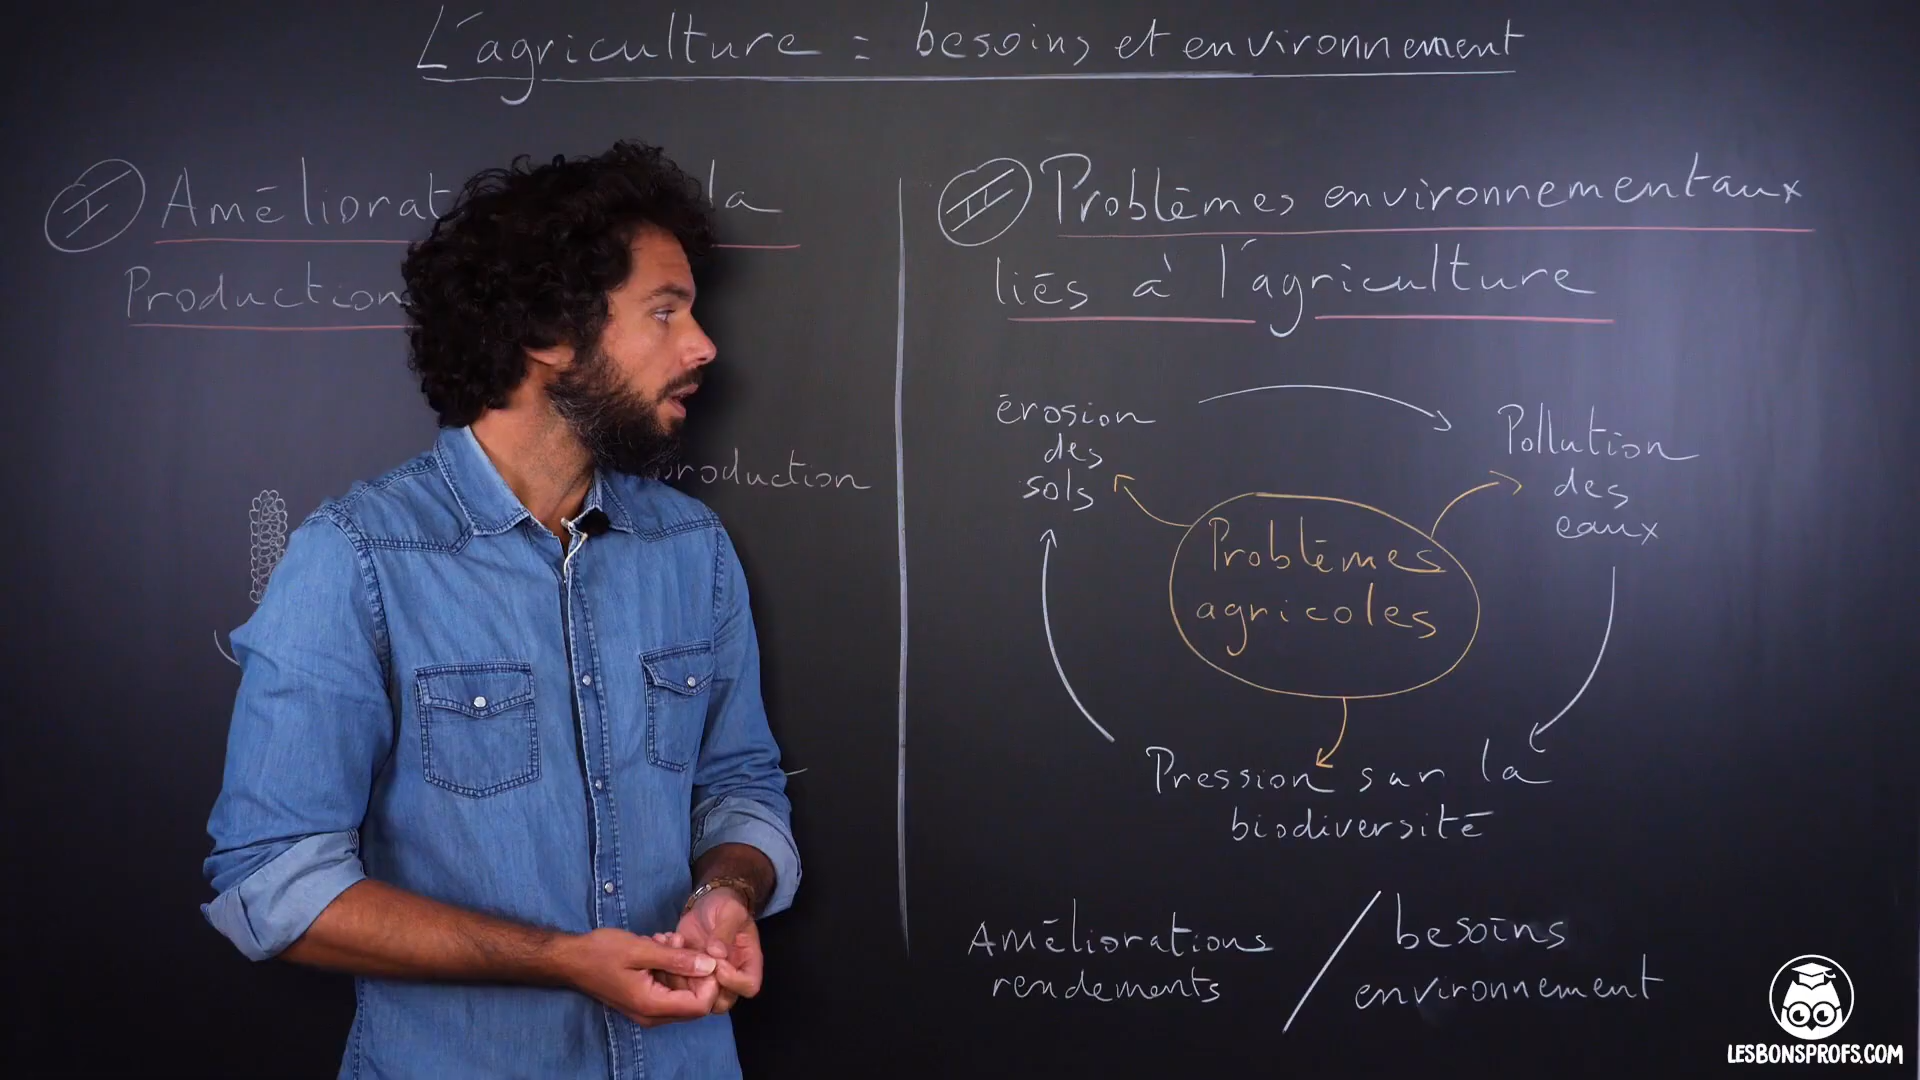 L'agriculture = besoins et environnement
I Améliorat la
Production
production
II Problèmes environnementaux
liés à l'agriculture
érosion
des
sols
Pollution
des
eaux
Problèmes
agricoles
Pression sur la
biodiversité
Améliorations
rendements
/
besoins
environnement
LESBONSPROFS.COM